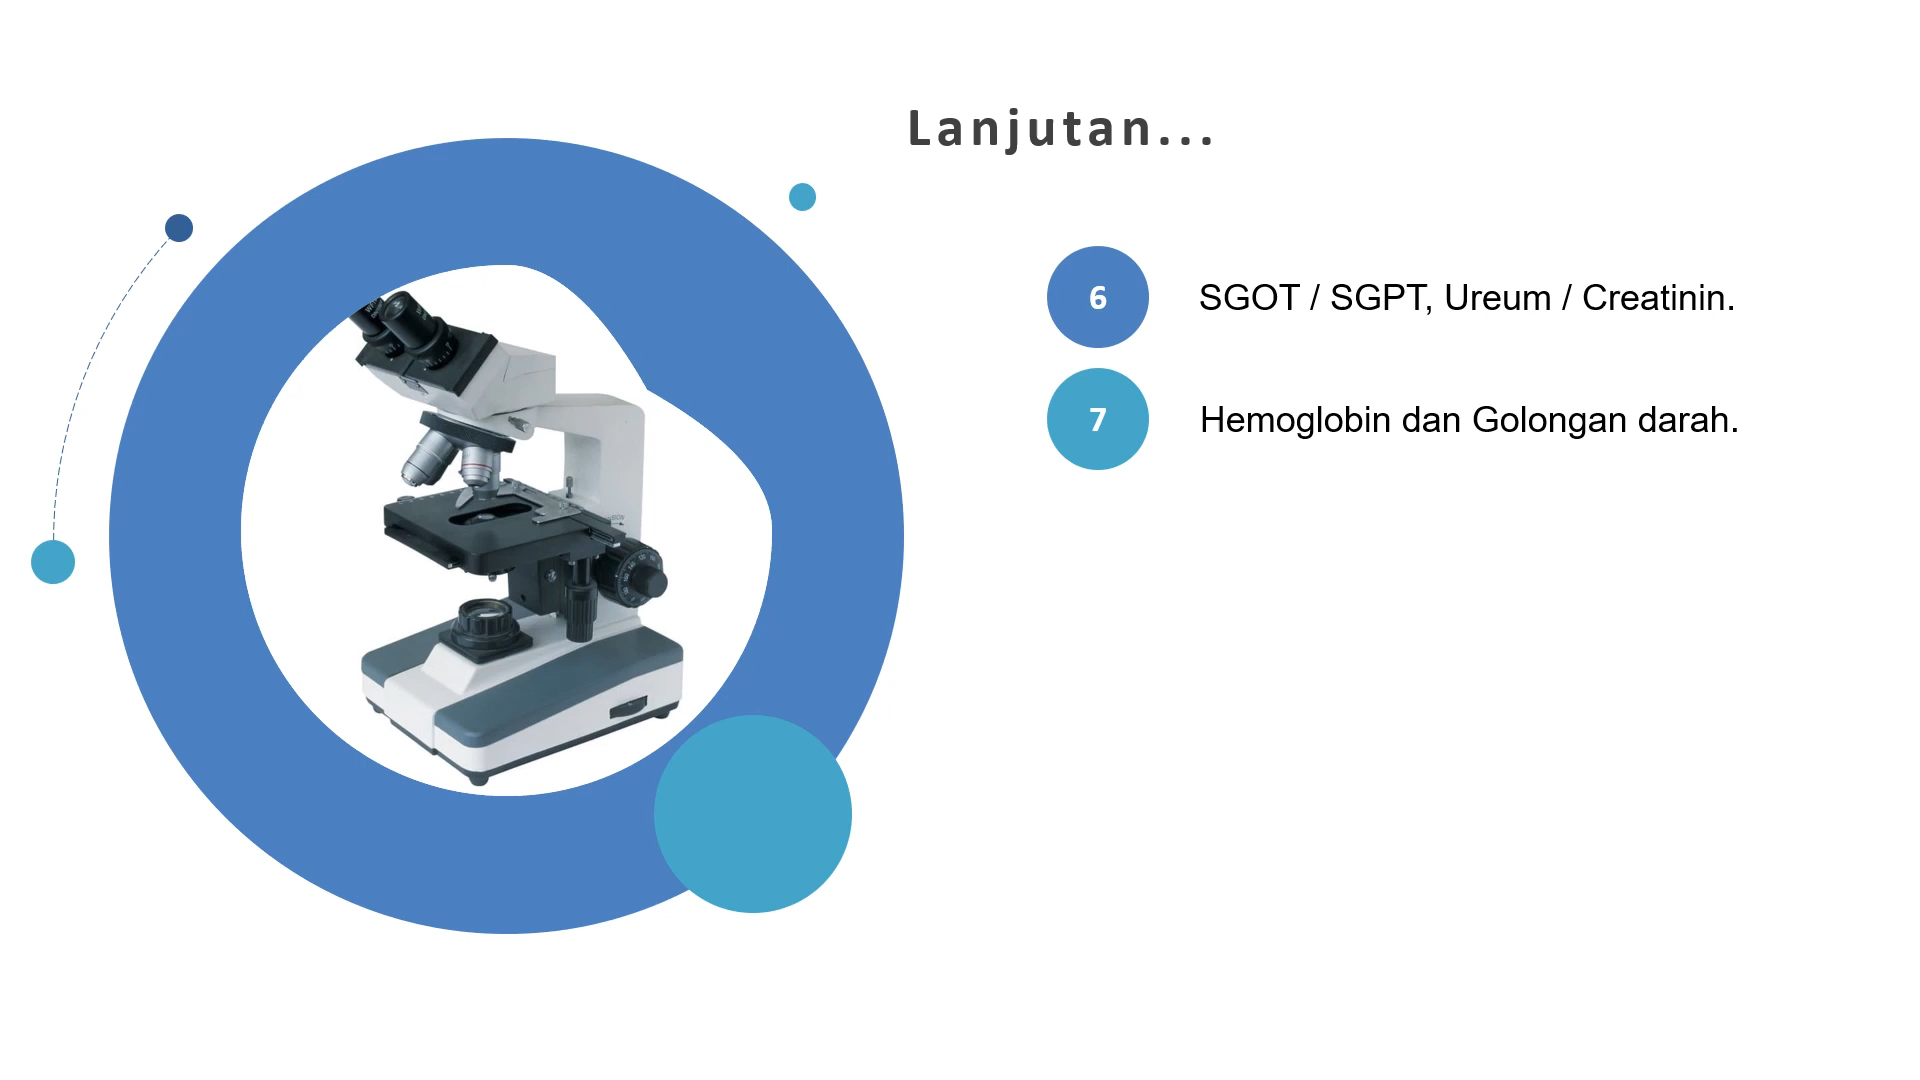 Lanjutan...
6
SGOT / SGPT, Ureum / Creatinin.
7
Hemoglobin dan Golongan darah.